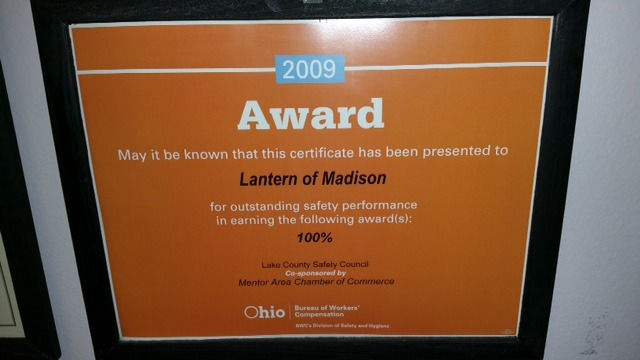 2009
Award
May it be known that this certificate has been presented to
Lantern of Madison
for outstanding safety performance
in earning the following award(s):
100%
Lake County Safety Council
Co-sponsored by
Mentor Area Chamber of Commerce
Ohio
Bureau of Workers'
Compensation
BWC's Division of Safety and Hygiene